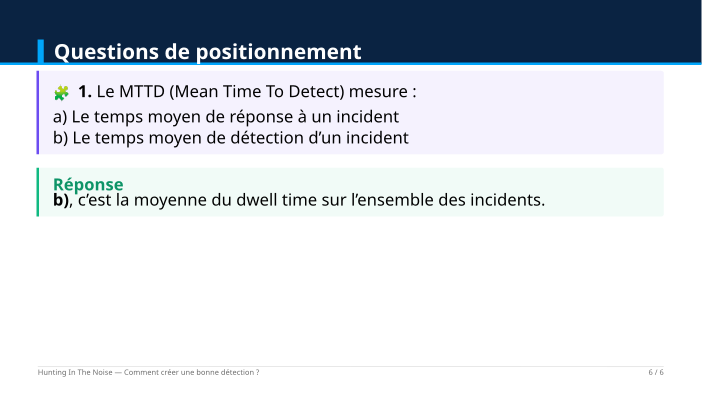 Questions de positionnement
🧩 1. Le MTTD (Mean Time To Detect) mesure :
a) Le temps moyen de réponse à un incident
b) Le temps moyen de détection d’un incident
Réponse
b), c’est la moyenne du dwell time sur l’ensemble des incidents.
Hunting In The Noise — Comment créer une bonne détection ?
6 / 6